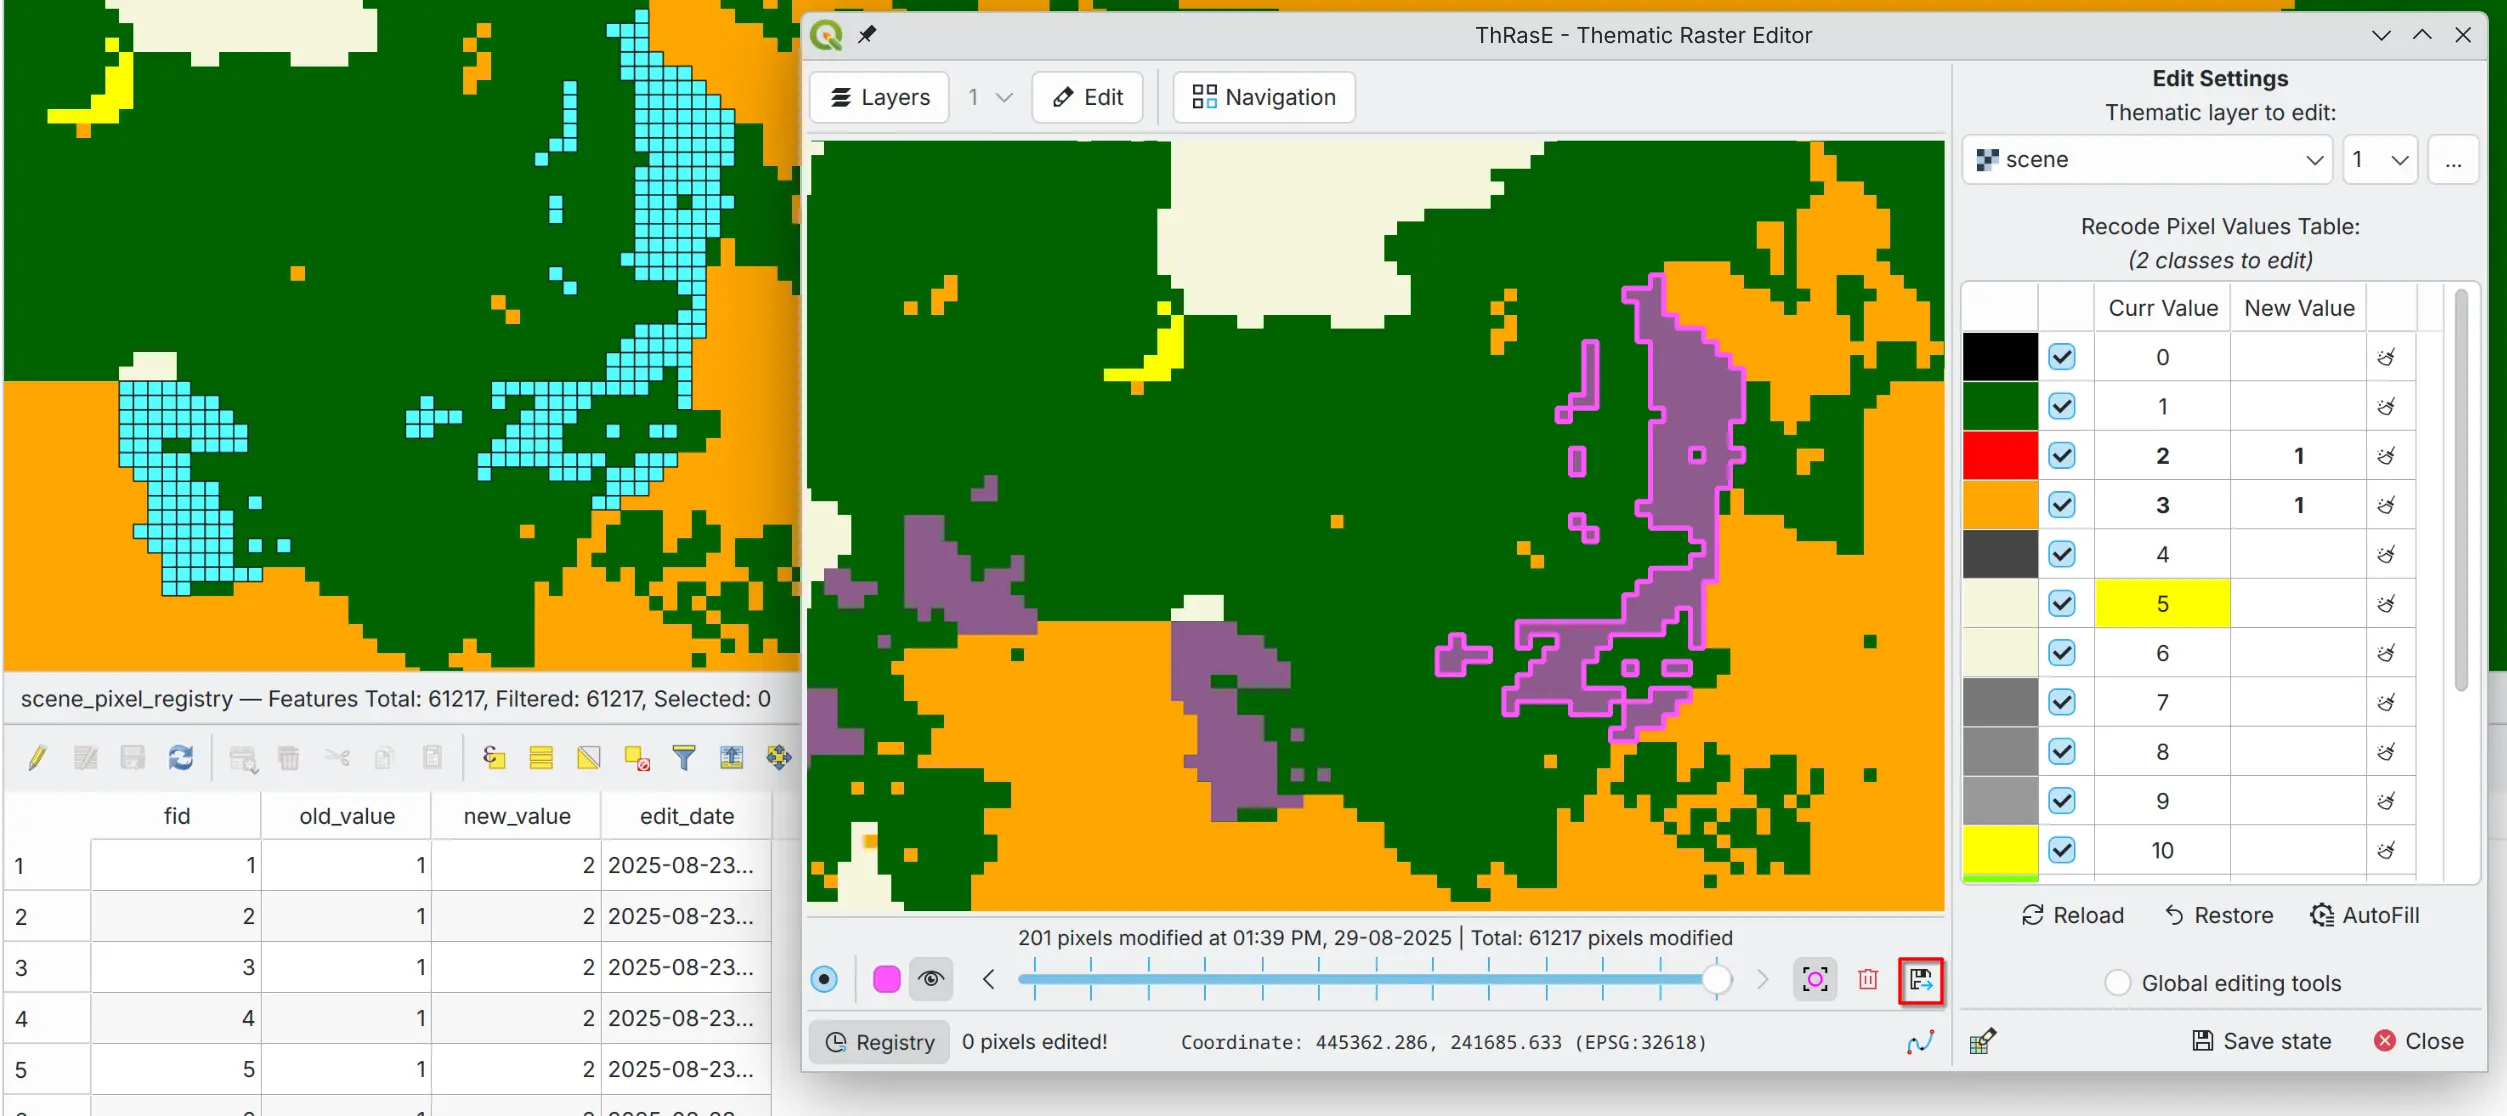 ThRasE - Thematic Raster Editor
Layers
1
Edit
Navigation
Edit Settings
Thematic layer to edit:
scene
1
...
Recode Pixel Values Table:
(2 classes to edit)
Curr Value
New Value
0
1
2 1
3 1
4
5
6
7
8
9
10
Reload
Restore
AutoFill
Global editing tools
Save state
Close
201 pixels modified at 01:39 PM, 29-08-2025 | Total: 61217 pixels modified
Registry
0 pixels edited!
Coordinate: 445362.286, 241685.633 (EPSG:32618)
scene_pixel_registry — Features Total: 61217, Filtered: 61217, Selected: 0
fid old_value new_value edit_date
1 1 1 2 2025-08-23...
2 2 1 2 2025-08-23...
3 3 1 2 2025-08-23...
4 4 1 2 2025-08-23...
5 5 1 2 2025-08-23...